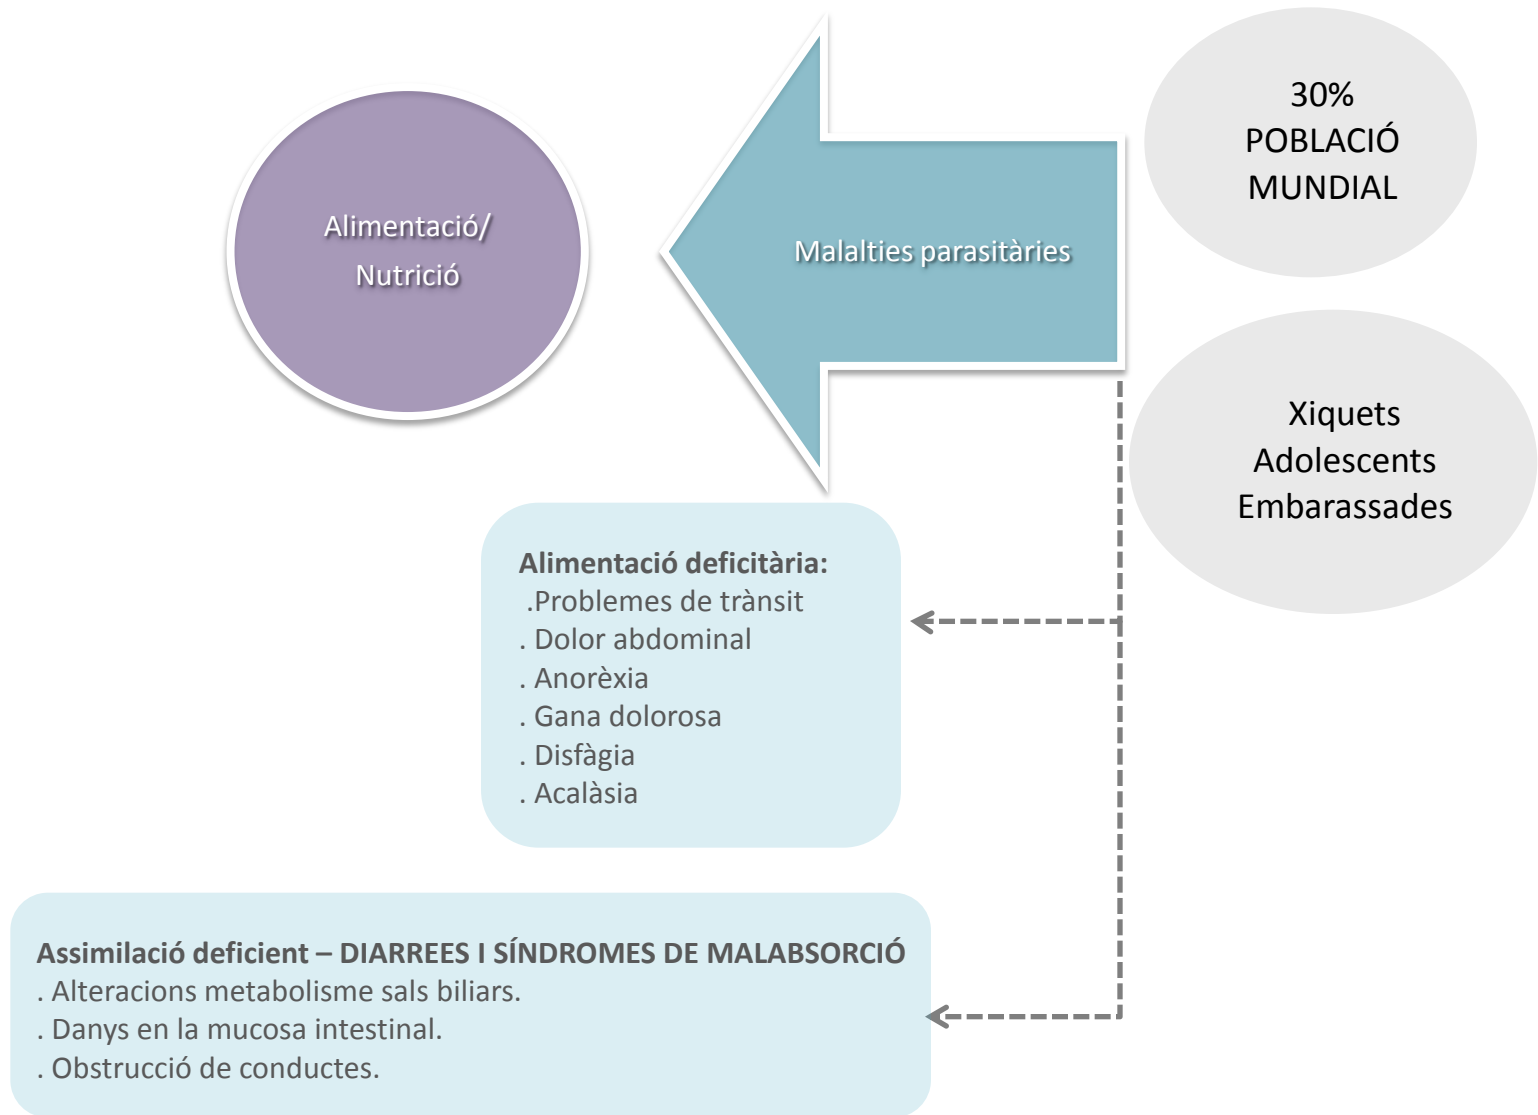 30%
POBLACIÓ
MUNDIAL
Alimentació/
Nutrició
Malalties parasitàries
Xiquets
Adolescents
Embarassades
Alimentació deficitària:
.Problemes de trànsit
. Dolor abdominal
. Anorèxia
. Gana dolorosa
. Disfàgia
. Acalàsia
Assimilació deficient – DIARREES I SÍNDROMES DE MALABSORCIÓ
. Alteracions metabolisme sals biliars.
. Danys en la mucosa intestinal.
. Obstrucció de conductes.